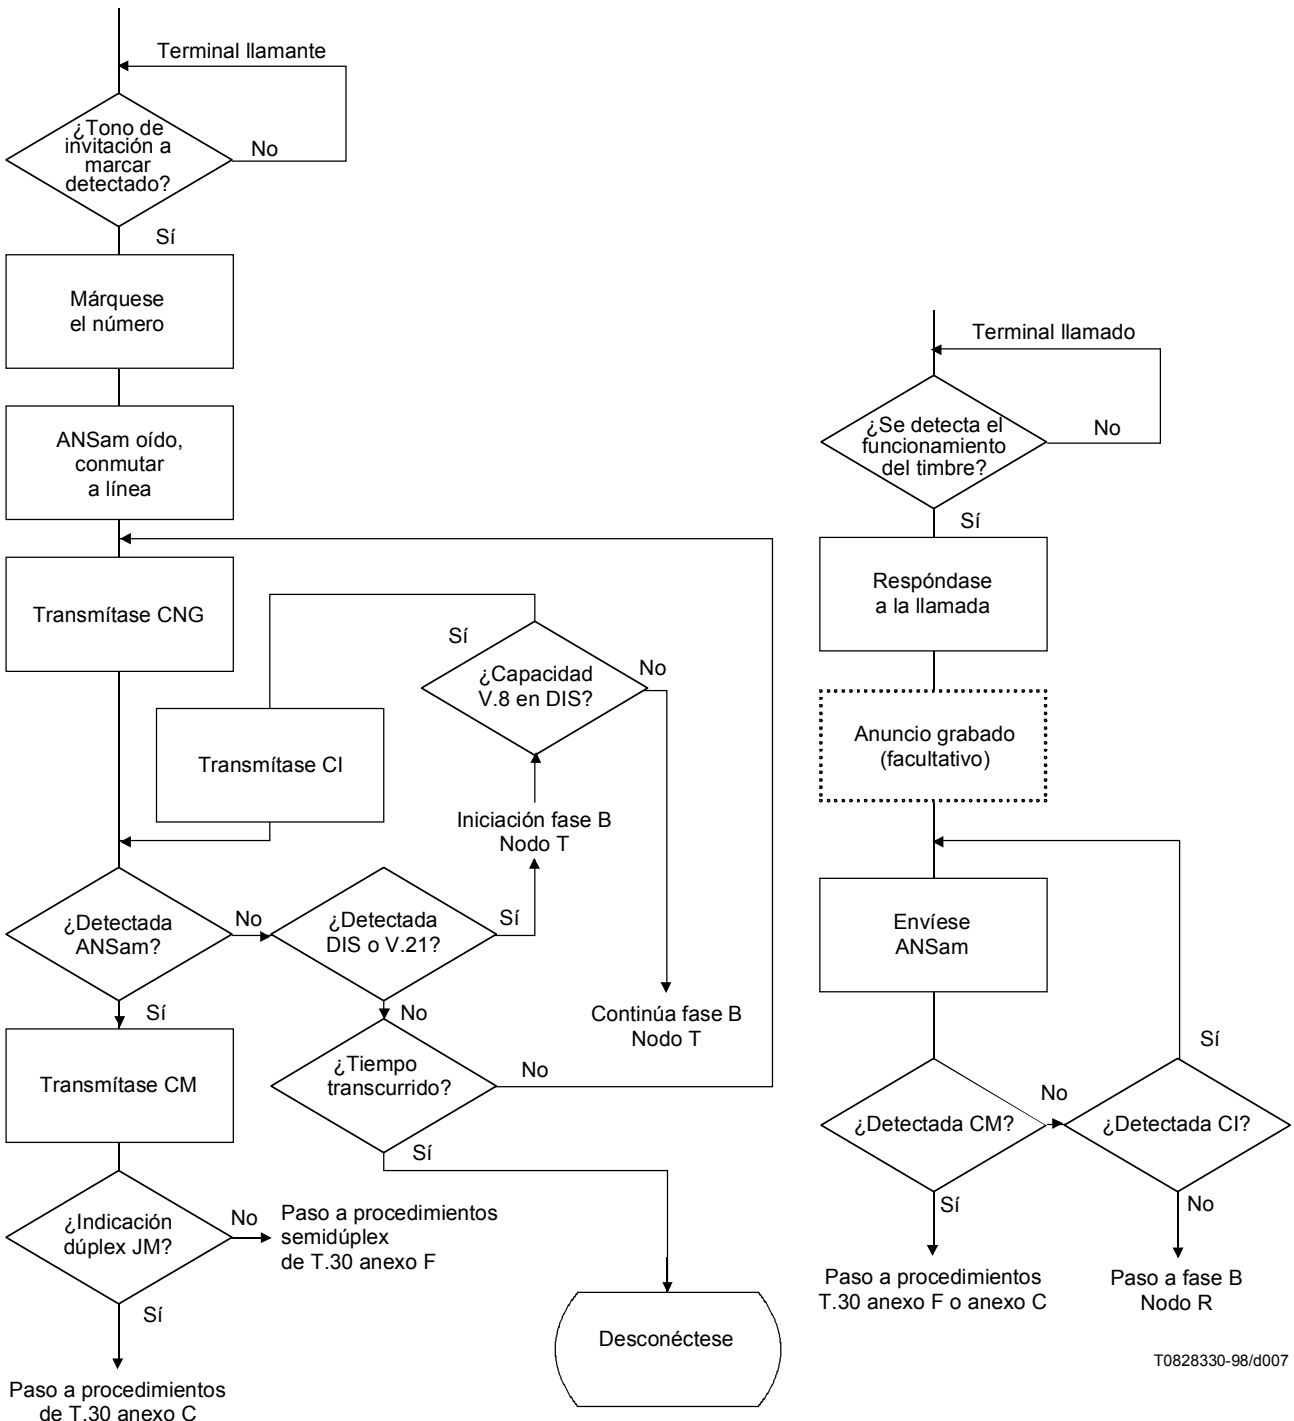 Terminal llamante
¿Tono de
invitación a
marcar
detectado?
No
Sí
Márquese
el número
ANSam oído,
conmutar
a línea
Transmítase CNG
Sí
¿Capacidad
V.8 en DIS?
No
Transmítase CI
Iniciación fase B
Nodo T
¿Detectada
ANSam?
No
¿Detectada
DIS o V.21?
Sí
Continúa fase B
Nodo T
Sí
No
Transmítase CM
¿Tiempo
transcurrido?
No
Sí
¿Indicación
dúplex JM?
No
Paso a procedimientos
semidúplex
de T.30 anexo F
Sí
Desconéctese
Paso a procedimientos
de T.30 anexo C
Terminal llamado
¿Se detecta el
funcionamiento
del timbre?
No
Sí
Respóndase
a la llamada
Anuncio grabado
(facultativo)
Envíese
ANSam
Sí
¿Detectada CM?
No
¿Detectada CI?
Sí
No
Paso a procedimientos
T.30 anexo F o anexo C
Paso a fase B
Nodo R
T0828330-98/d007